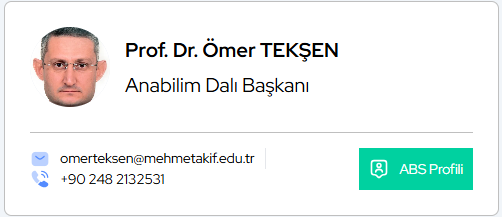 Prof. Dr. Ömer TEKŞEN
Anabilim Dalı Başkanı
omerteksen@mehmetakif.edu.tr
+90 248 2132531
ABS Profili